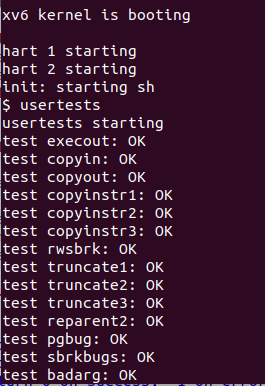 xv6 kernel is booting
hart 1 starting
hart 2 starting
init: starting sh
$ usertests
usertests starting
test execout: OK
test copyin: OK
test copyout: OK
test copyinstr1: OK
test copyinstr2: OK
test copyinstr3: OK
test rwsbrk: OK
test truncate1: OK
test truncate2: OK
test truncate3: OK
test reparent2: OK
test pgbug: OK
test sbrkbugs: OK
test badarg: OK